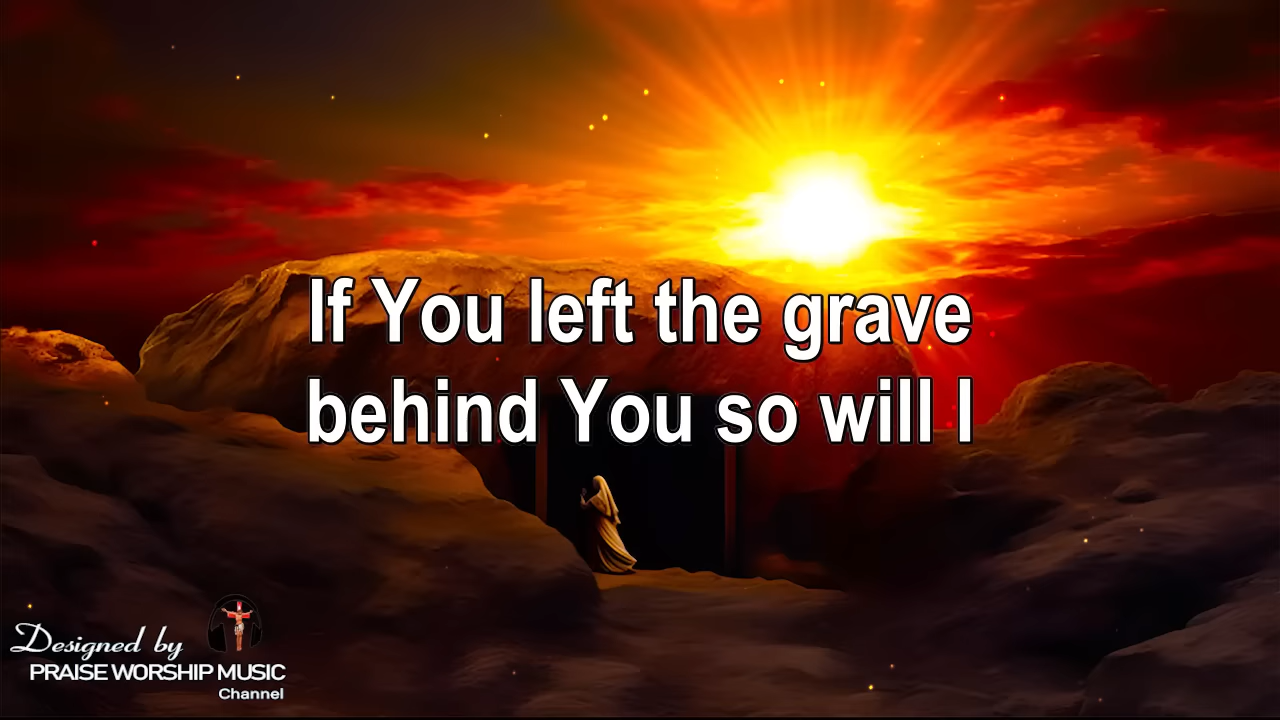 If You left the grave
behind You so will I
Designed by
PRAISE WORSHIP MUSIC
Channel